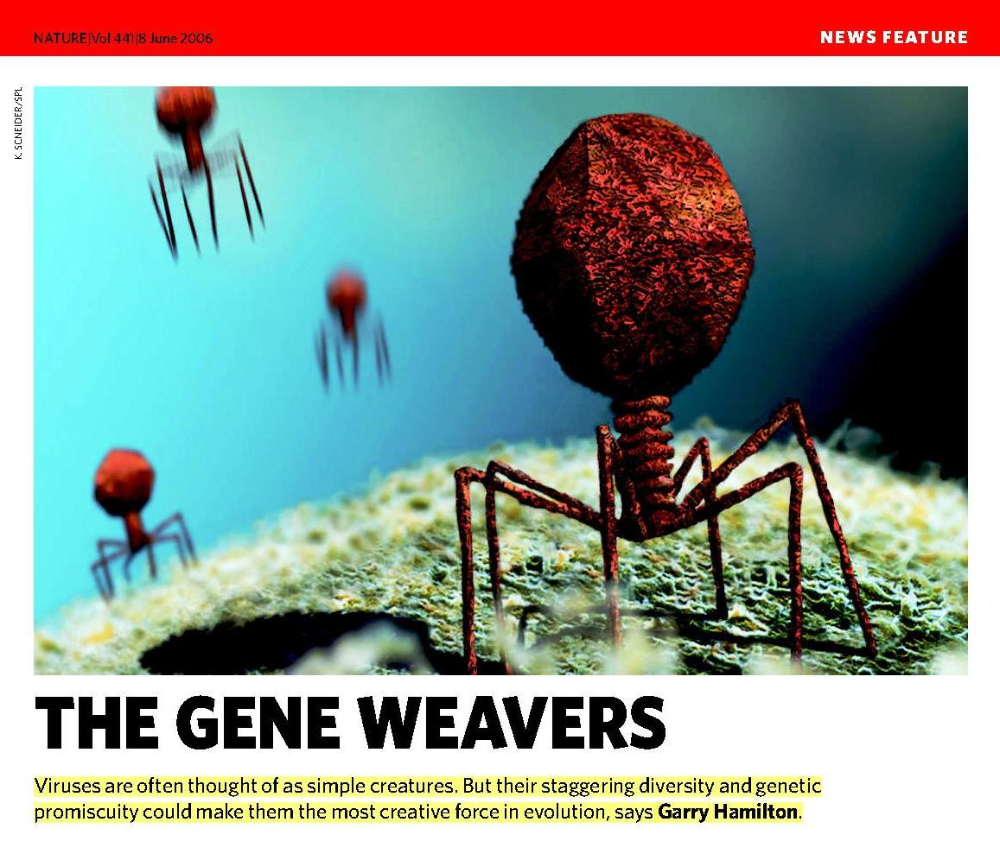 NATURE|Vol 441|8 June 2006
NEWS FEATURE
K. SCNEIDER/SPL
THE GENE WEAVERS
Viruses are often thought of as simple creatures. But their staggering diversity and genetic
promiscuity could make them the most creative force in evolution, says Garry Hamilton.